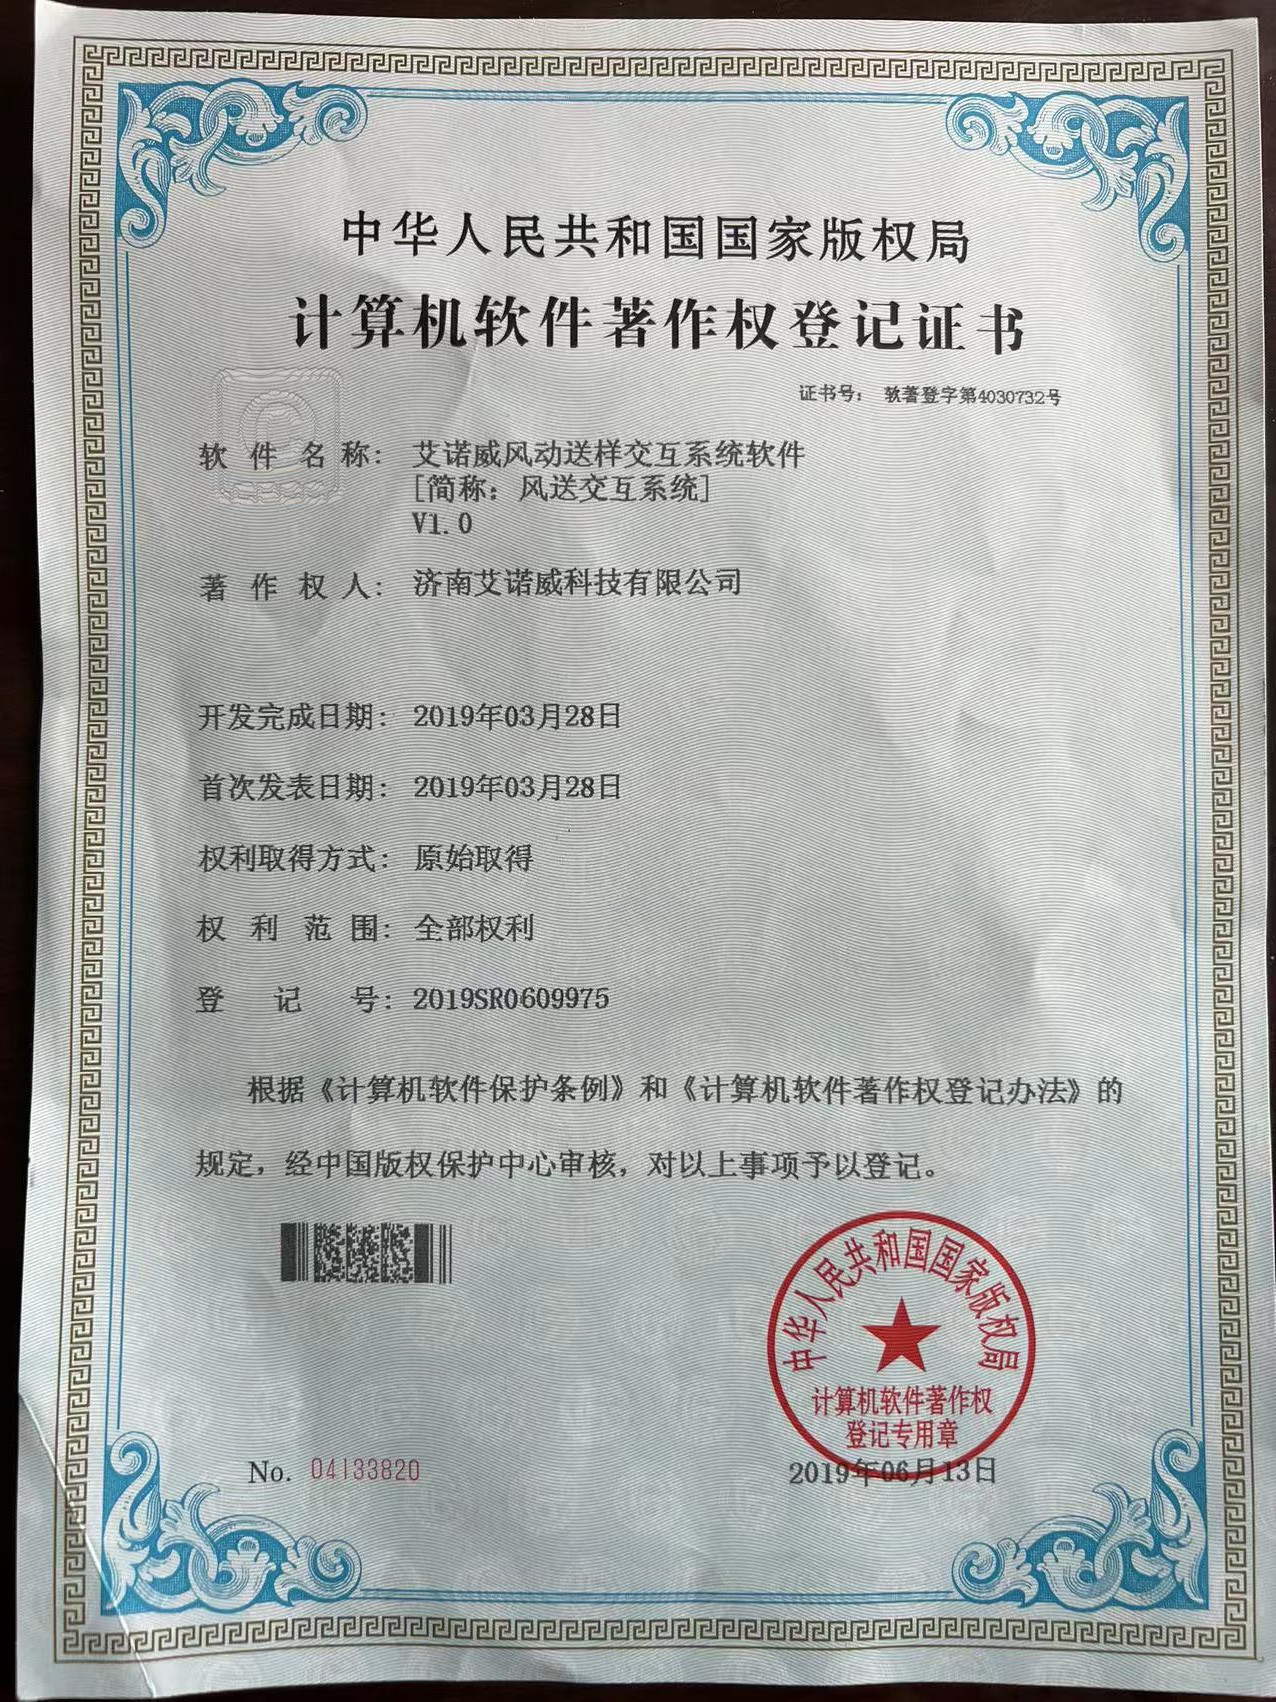 中华人民共和国国家版权局
计算机软件著作权登记证书
证书号： 软著登字第4030732号
软件名称： 艾诺威风动送样交互系统软件
[简称：风送交互系统]
V1.0
著作权人： 济南艾诺威科技有限公司
开发完成日期： 2019年03月28日
首次发表日期： 2019年03月28日
权利取得方式： 原始取得
权利范围： 全部权利
登记号： 2019SR0609975
根据《计算机软件保护条例》和《计算机软件著作权登记办法》的
规定，经中国版权保护中心审核，对以上事项予以登记。
中华人民共和国国家版权局
计算机软件著作权
登记专用章
No. 04133820
2019年06月13日